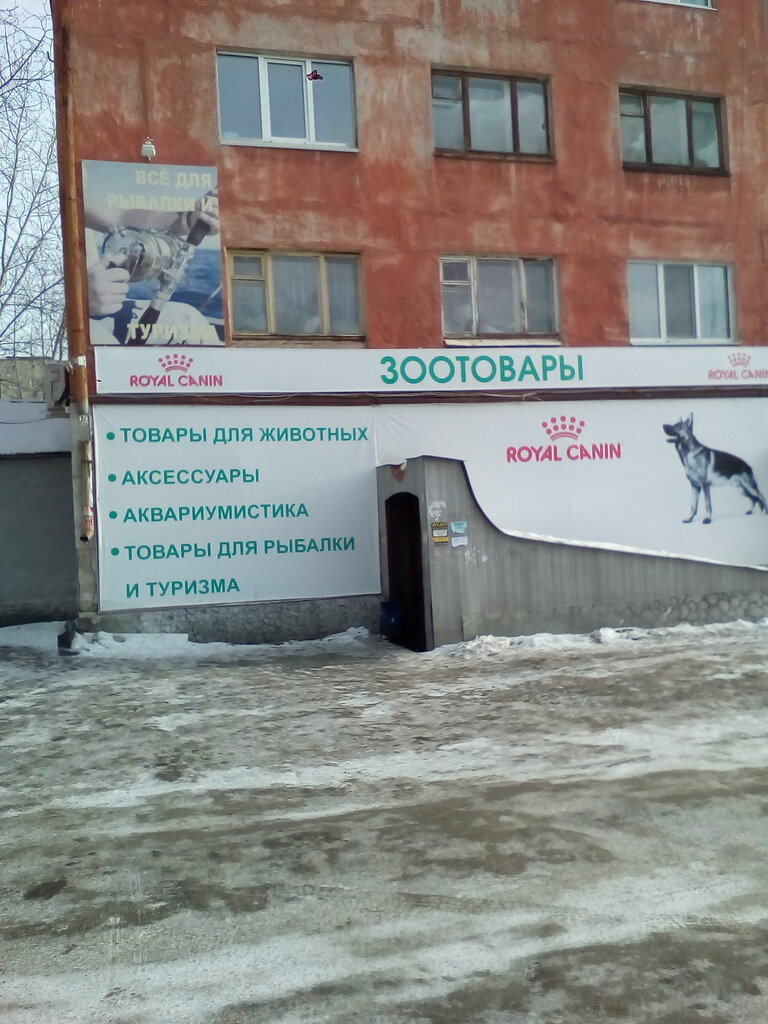 ВСЁ ДЛЯ
РЫБАЛКИ И
ТУРИЗМА
ROYAL CANIN
ЗООТОВАРЫ
ROYAL CANIN
• ТОВАРЫ ДЛЯ ЖИВОТНЫХ
• АКСЕССУАРЫ
• АКВАРИУМИСТИКА
• ТОВАРЫ ДЛЯ РЫБАЛКИ
И ТУРИЗМА
ROYAL CANIN